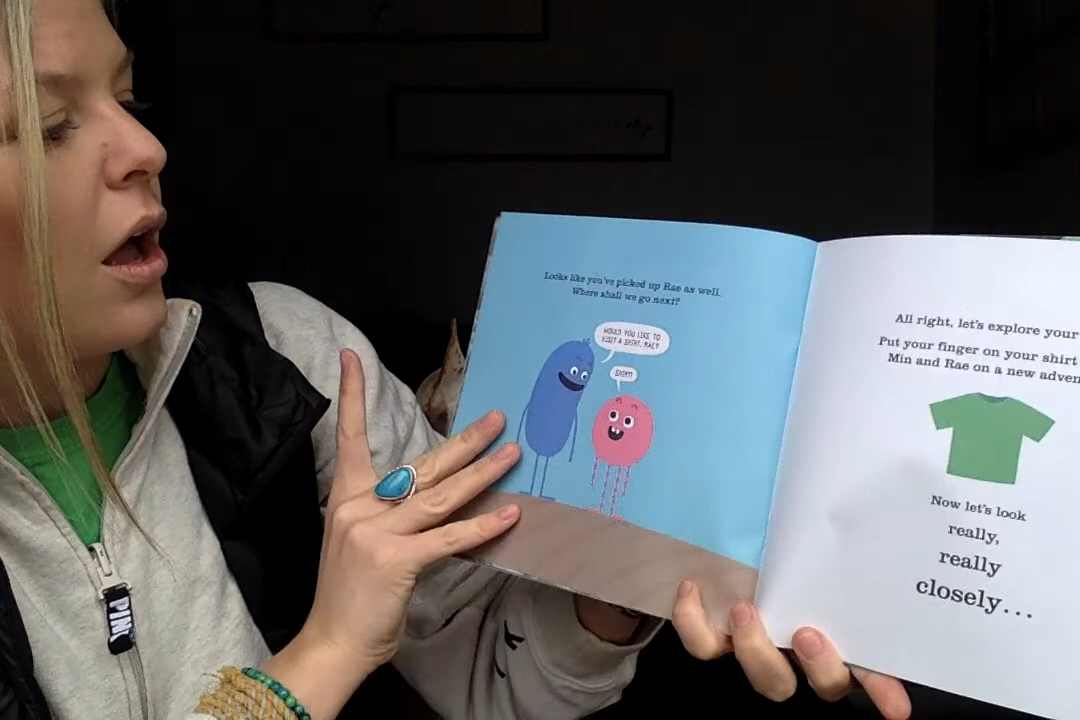 Looks like you've picked up Rae as well.
Where shall we go next?
WOULD YOU LIKE TO
VISIT A SHIRT, RAE?
All right, let's explore your
Put your finger on your shirt
Min and Rae on a new adven
Now let's look
really,
really
closely...
PINK